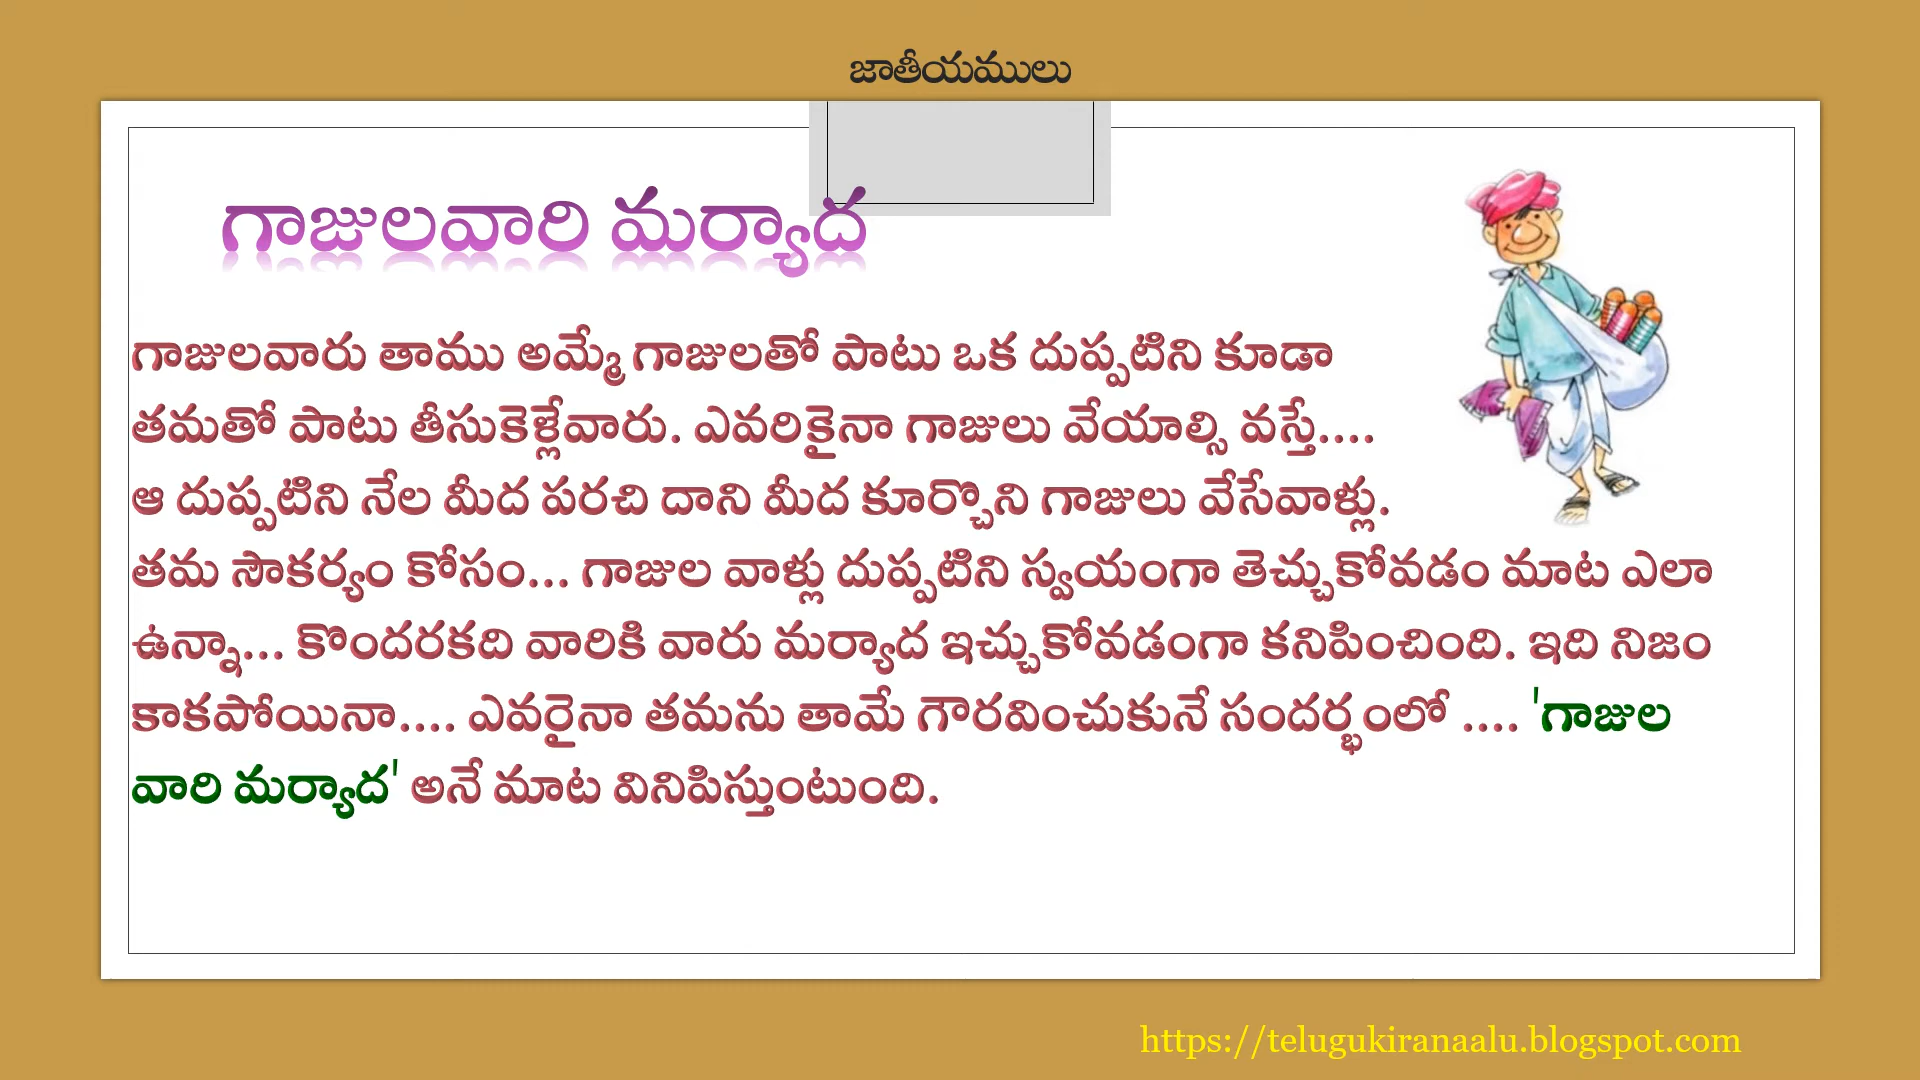 జాతీయములు
గాజులవారి మర్యాద
గాజులవారు తాము అమ్మే గాజులతో పాటు ఒక దుప్పటిని కూడా
తమతో పాటు తీసుకెళ్లేవారు. ఎవరికైనా గాజులు వేయాల్సి వస్తే....
ఆ దుప్పటిని నేల మీద పరచి దాని మీద కూర్చొని గాజులు వేసేవాళ్లు.
తమ సౌకర్యం కోసం... గాజుల వాళ్లు దుప్పటిని స్వయంగా తెచ్చుకోవడం మాట ఎలా
ఉన్నా... కొందరకది వారికి వారు మర్యాద ఇచ్చుకోవడంగా కనిపించింది. ఇది నిజం
కాకపోయినా.... ఎవరైనా తమను తామే గౌరవించుకునే సందర్భంలో .... 'గాజుల
వారి మర్యాద' అనే మాట వినిపిస్తుంటుంది.
https://telugukiranaalu.blogspot.com